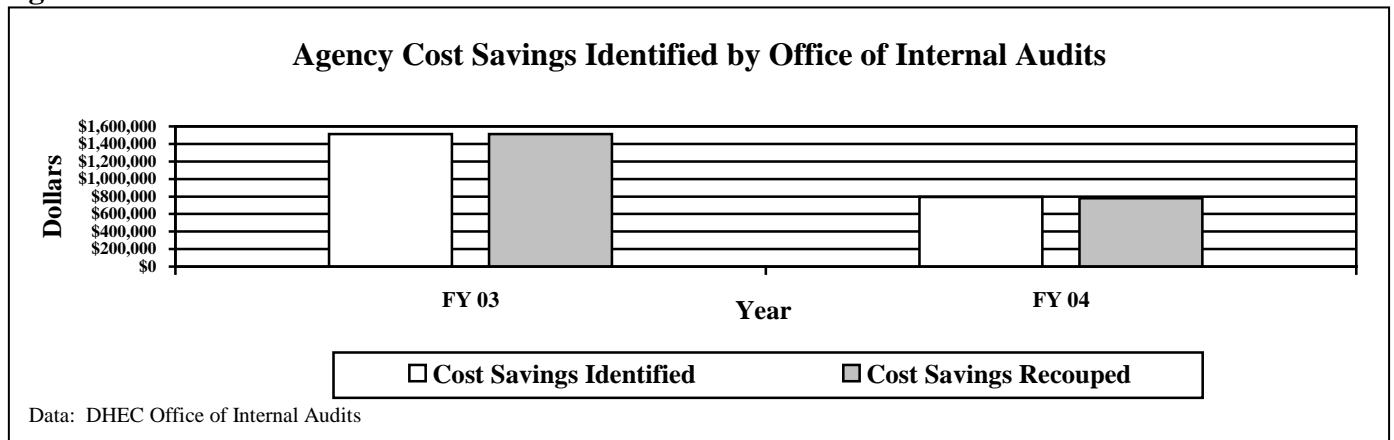 Agency Cost Savings Identified by Office of Internal Audits
$1,600,000
$1,400,000
$1,200,000
$1,000,000
$800,000
$600,000
$400,000
$200,000
$0
Dollars
FY 03
FY 04
Year
Cost Savings Identified
Cost Savings Recouped
Data: DHEC Office of Internal Audits